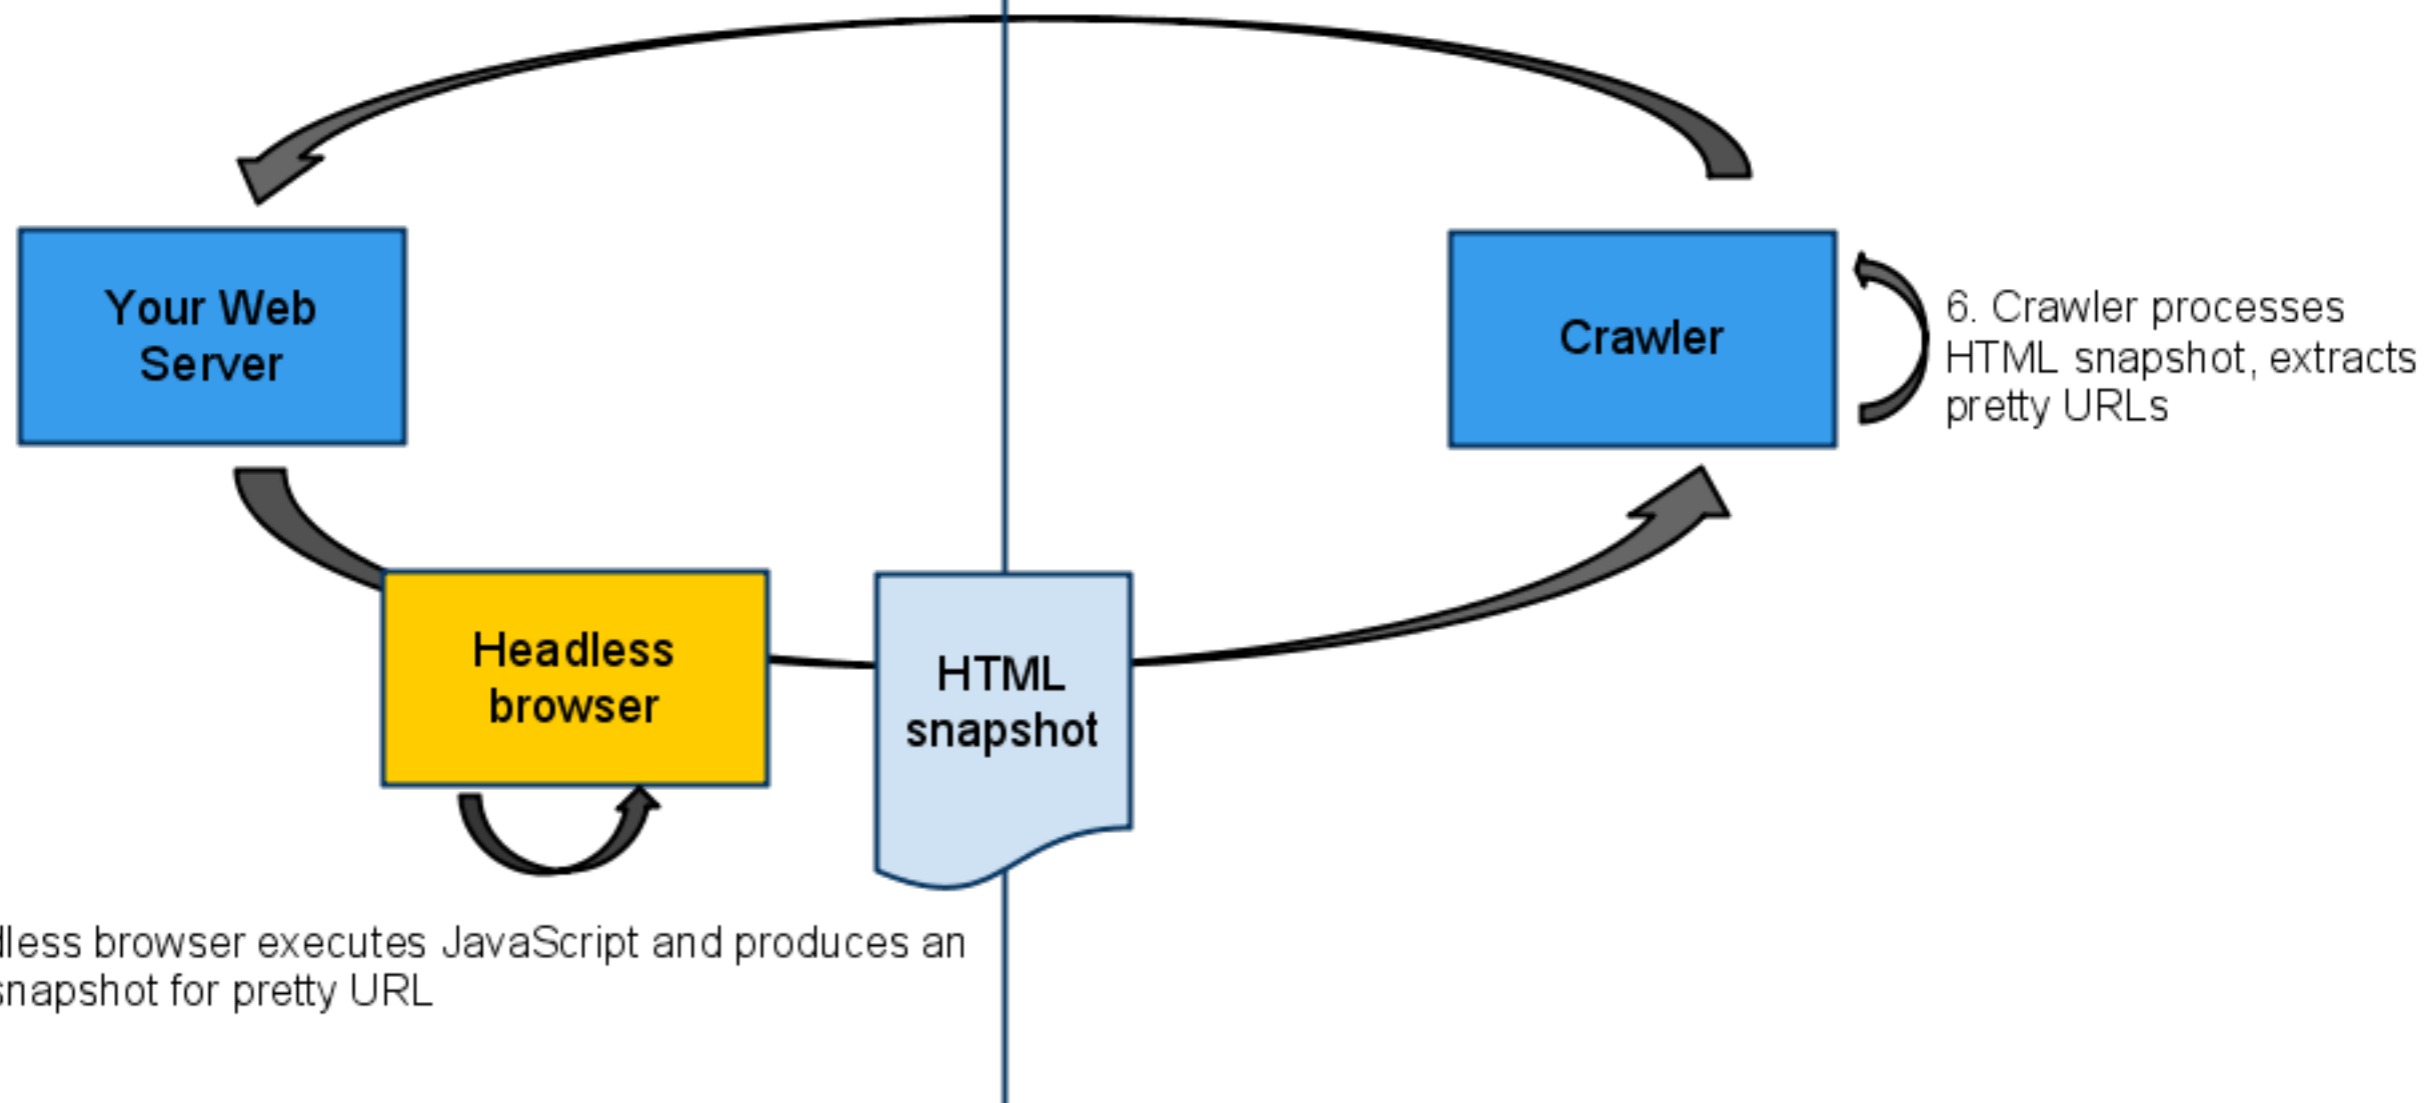 Your Web
Server
Crawler
6. Crawler processes
HTML snapshot, extracts
pretty URLs
Headless
browser
HTML
snapshot
browser executes JavaScript and produces an
snapshot for pretty URL